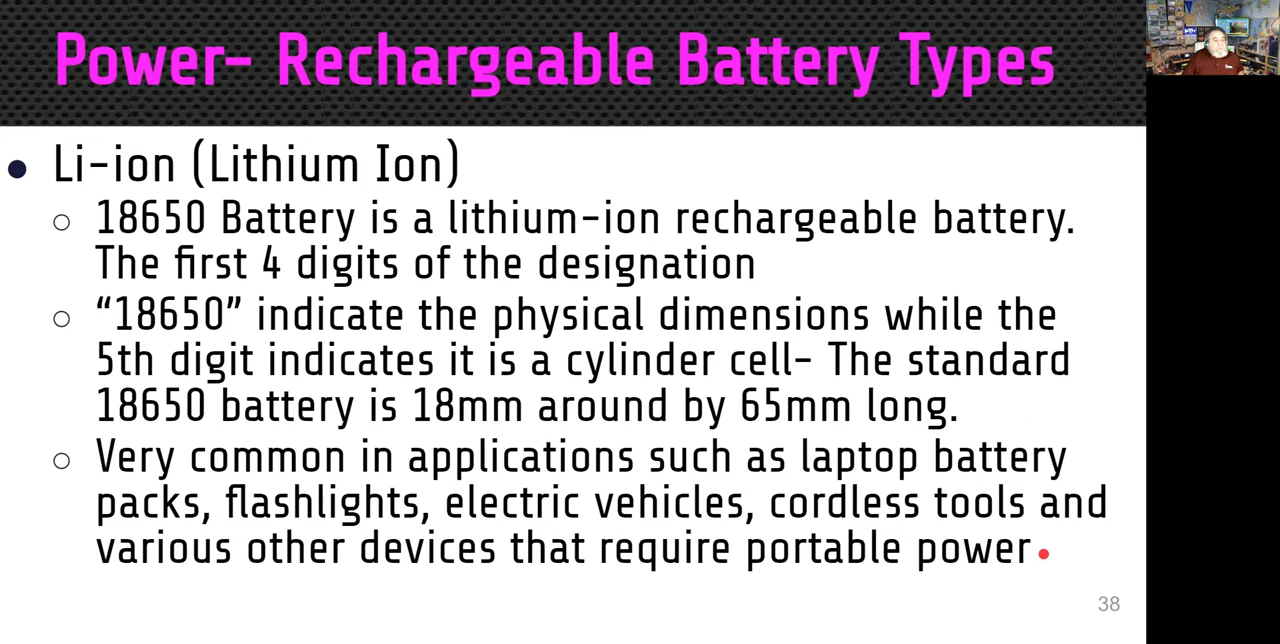 Power- Rechargeable Battery Types
Li-ion (Lithium Ion)
18650 Battery is a lithium-ion rechargeable battery.
The first 4 digits of the designation
“18650” indicate the physical dimensions while the
5th digit indicates it is a cylinder cell- The standard
18650 battery is 18mm around by 65mm long.
Very common in applications such as laptop battery
packs, flashlights, electric vehicles, cordless tools and
various other devices that require portable power
38